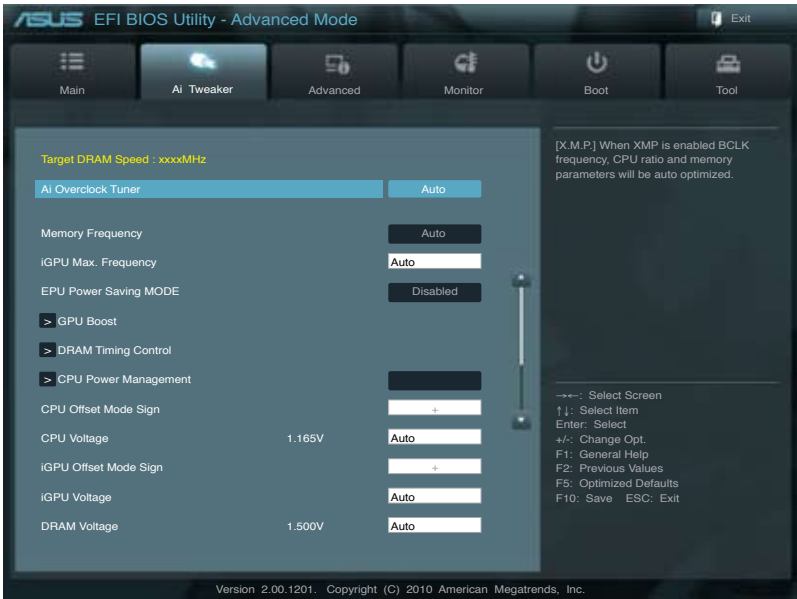 ASUS EFI BIOS Utility - Advanced Mode
Exit
Main
Ai Tweaker
Advanced
Monitor
Boot
Tool
Target DRAM Speed : xxxxMHz
Ai Overclock Tuner Auto
Memory Frequency Auto
iGPU Max. Frequency Auto
EPU Power Saving MODE Disabled
> GPU Boost
> DRAM Timing Control
> CPU Power Management
CPU Offset Mode Sign +
CPU Voltage 1.165V Auto
iGPU Offset Mode Sign +
iGPU Voltage Auto
DRAM Voltage 1.500V Auto
[X.M.P.] When XMP is enabled BCLK
frequency, CPU ratio and memory
parameters will be auto optimized.
→←: Select Screen
↑↓: Select Item
Enter: Select
+/-: Change Opt.
F1: General Help
F2: Previous Values
F5: Optimized Defaults
F10: Save ESC: Exit
Version 2.00.1201. Copyright (C) 2010 American Megatrends, Inc.